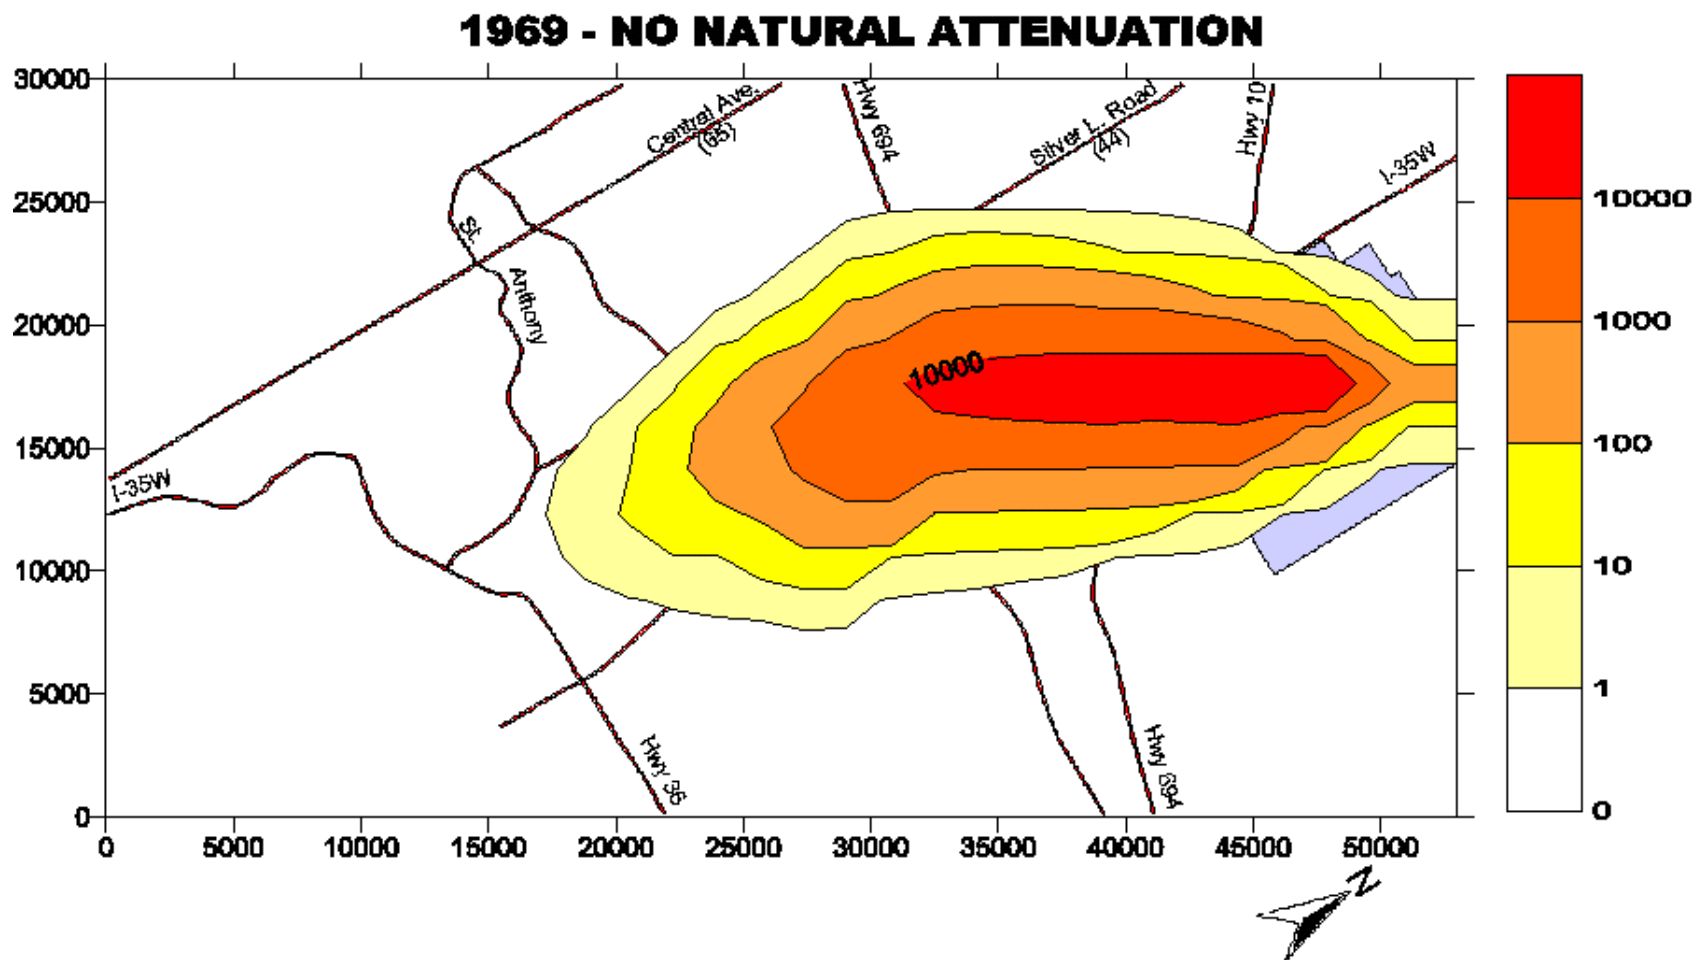 1969 - NO NATURAL ATTENUATION
30000
25000
20000
15000
10000
5000
0
0
5000
10000
15000
20000
25000
30000
35000
40000
45000
50000
Central Ave.
(65)
Hwy 694
Silver L. Road
(44)
Hwy 10
I-35W
St.
Anthony
10000
I-35W
Hwy 36
Hwy 694
10000
1000
100
10
1
0
N